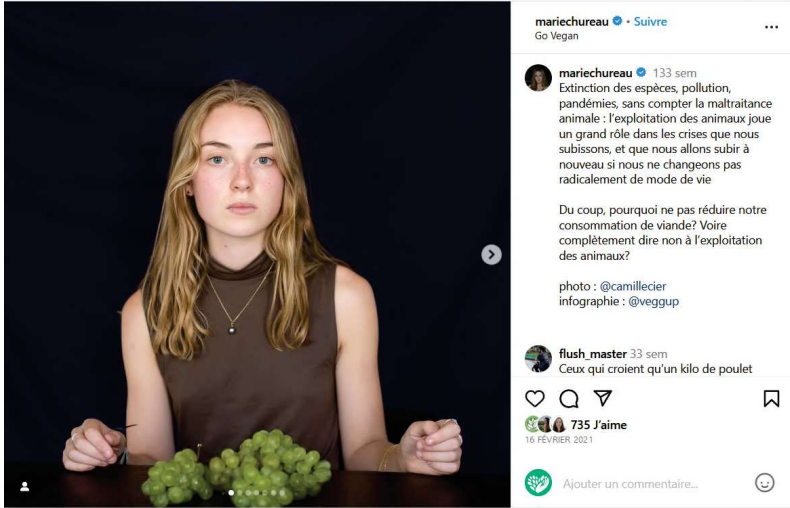 mariechureau • Suivre
Go Vegan
mariechureau 133 sem
Extinction des espèces, pollution,
pandémies, sans compter la maltraitance
animale : l'exploitation des animaux joue
un grand rôle dans les crises que nous
subissons, et que nous allons subir à
nouveau si nous ne changeons pas
radicalement de mode de vie
Du coup, pourquoi ne pas réduire notre
consommation de viande? Voire
complètement dire non à l'exploitation
des animaux?
photo : @camillecier
infographie : @veggup
flush_master 33 sem
Ceux qui croient qu'un kilo de poulet
735 J'aime
16 FÉVRIER 2021
Ajouter un commentaire...